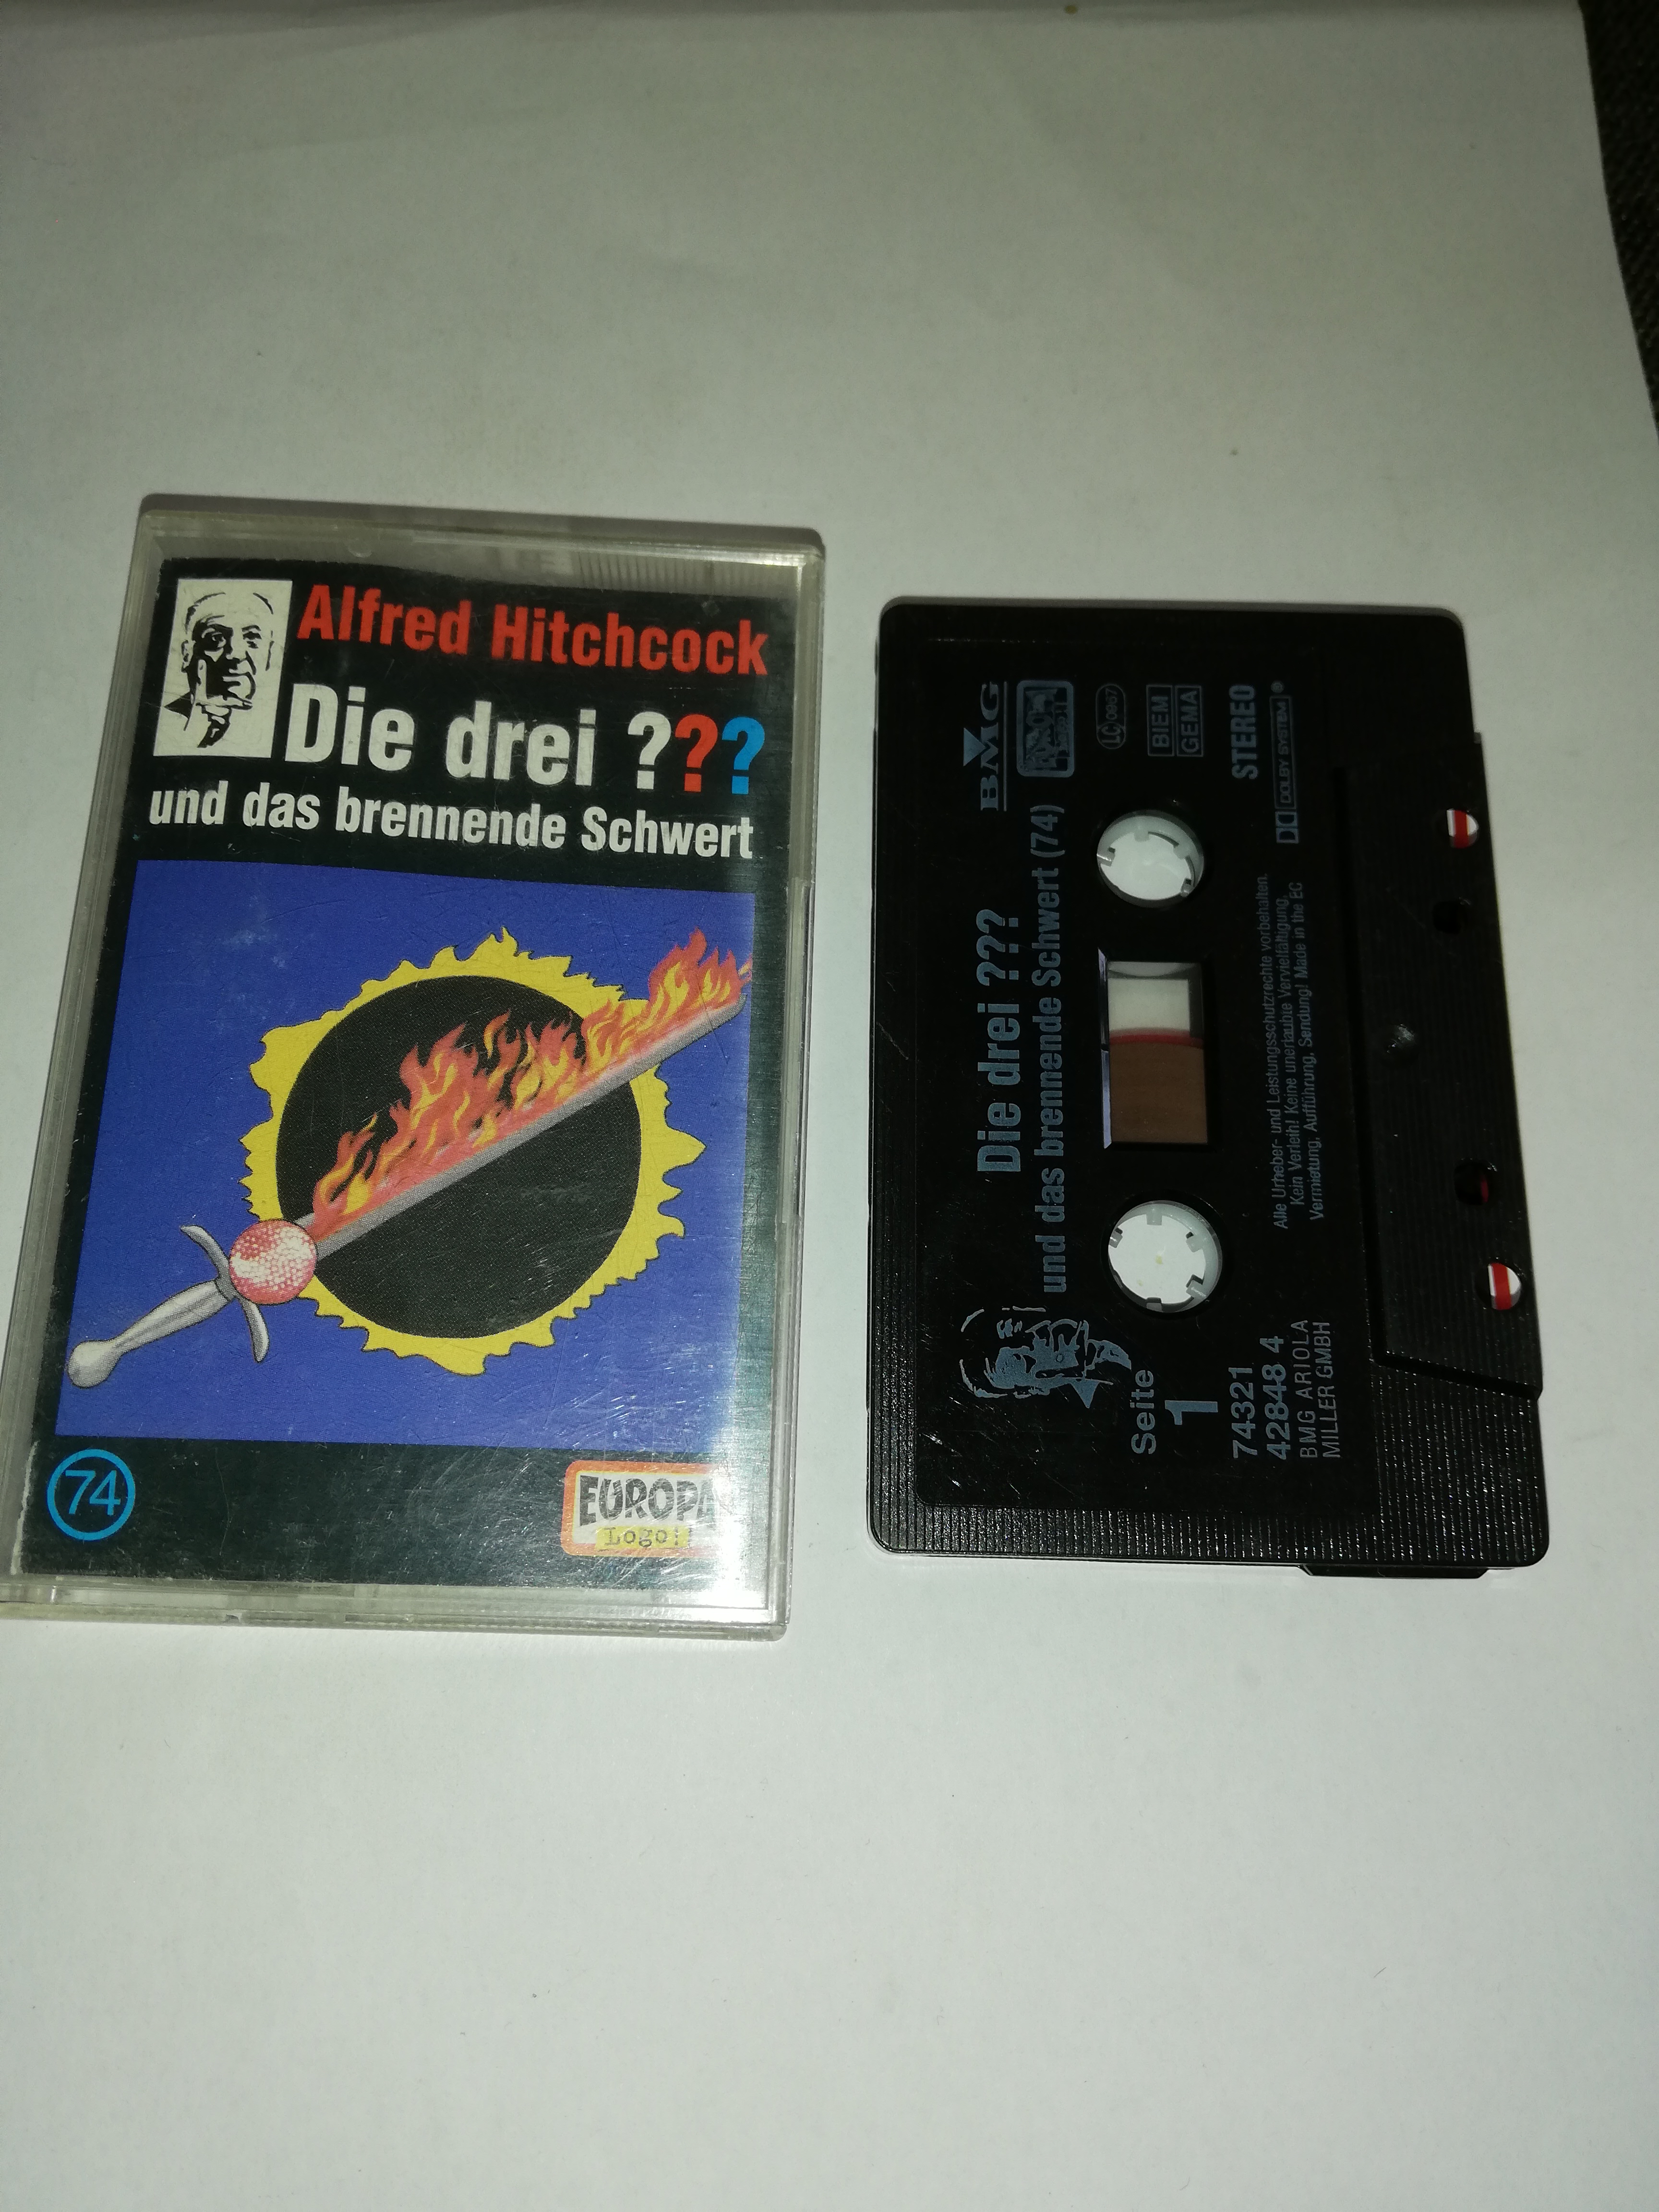 Alfred Hitchcock
Die drei ???
und das brennende Schwert
74
EUROPA
Logo!
BMG
Die drei ???
und das brennende Schwert (74)
LC 0967
BIEM
GEMA
STEREO
DOLBY SYSTEM®
Seite
1
74321
42848 4
BMG ARIOLA
MILLER GMBH
Alle Urheber- und Leistungsschutzrechte vorbehalten.
Kein Verleih! Keine unerlaubte Vervielfältigung,
Vermietung, Aufführung, Sendung! Made in the EC